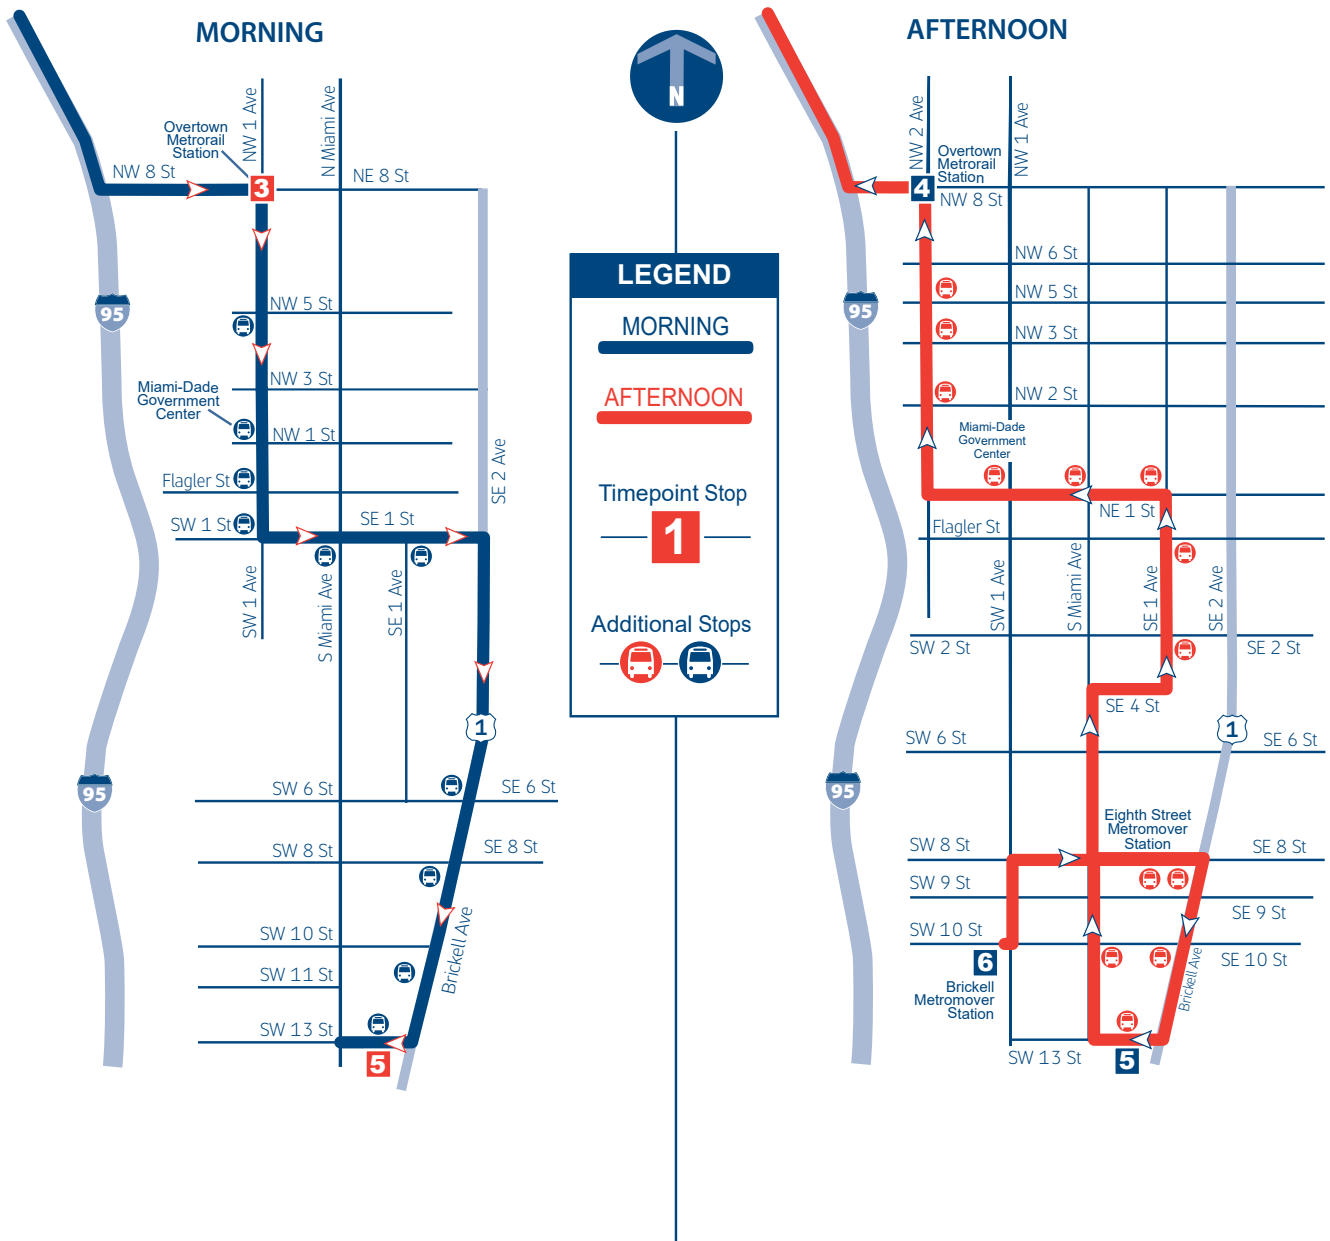 MORNING
NW 1 Ave
N Miami Ave
Overtown
Metrorail
Station
NW 8 St
3
NE 8 St
95
NW 5 St
NW 3 St
Miami-Dade
Government
Center
NW 1 St
SE 2 Ave
Flagler St
SW 1 St
SE 1 St
SW 1 Ave
S Miami Ave
SE 1 Ave
1
95
SW 6 St
SE 6 St
SW 8 St
SE 8 St
SW 10 St
Brickell Ave
SW 11 St
SW 13 St
5
N
LEGEND
MORNING
AFTERNOON
Timepoint Stop
1
Additional Stops
AFTERNOON
NW 2 Ave
NW 1 Ave
Overtown
Metrorail
Station
4
NW 8 St
NW 6 St
NW 5 St
95
NW 3 St
NW 2 St
Miami-Dade
Government
Center
NE 1 St
Flagler St
SW 1 Ave
S Miami Ave
SE 1 Ave
SE 2 Ave
SW 2 St
SE 2 St
SE 4 St
1
SW 6 St
SE 6 St
95
Eighth Street
Metromover
Station
SW 8 St
SE 8 St
SW 9 St
SE 9 St
SW 10 St
SE 10 St
6
Brickell
Metromover
Station
Brickell Ave
SW 13 St
5